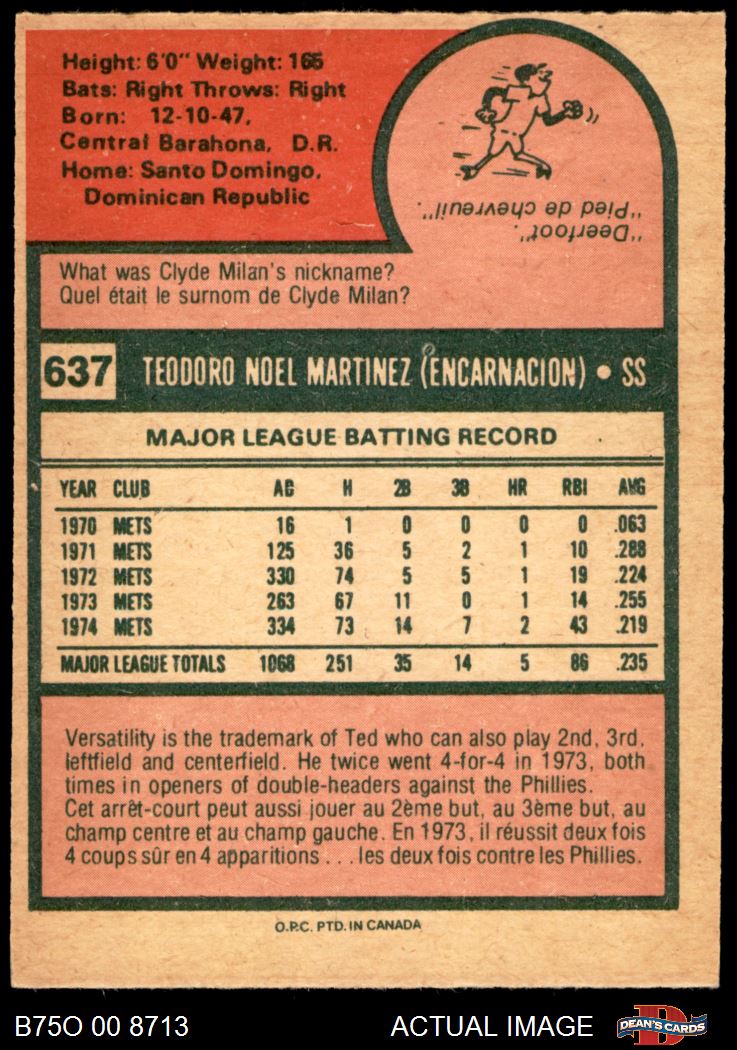 Height: 6'0" Weight: 165
Bats: Right Throws: Right
Born: 12-10-47,
Central Barahona, D.R.
Home: Santo Domingo,
Dominican Republic
"Deerfoot".
"Pied de chevreuil".
What was Clyde Milan's nickname?
Quel était le surnom de Clyde Milan?
637 TEODORO NOEL MARTINEZ (ENCARNACION) • SS
MAJOR LEAGUE BATTING RECORD
YEAR CLUB AB H 2B 3B HR RBI AVG
1970 METS 16 1 0 0 0 0 .063
1971 METS 125 36 5 2 1 10 .288
1972 METS 330 74 5 5 1 19 .224
1973 METS 263 67 11 0 1 14 .255
1974 METS 334 73 14 7 2 43 .219
MAJOR LEAGUE TOTALS 1068 251 35 14 5 86 .235
Versatility is the trademark of Ted who can also play 2nd, 3rd,
leftfield and centerfield. He twice went 4-for-4 in 1973, both
times in openers of double-headers against the Phillies.
Cet arrêt-court peut aussi jouer au 2ème but, au 3ème but, au
champ centre et au champ gauche. En 1973, il réussit deux fois
4 coups sûr en 4 apparitions . . . les deux fois contre les Phillies.
O.P.C. PTD. IN CANADA
B75O 00 8713 ACTUAL IMAGE DEAN'S CARDS